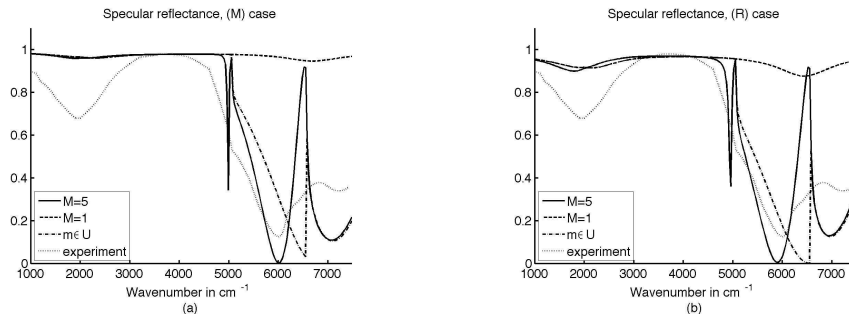 Specular reflectance, (M) case
1
0.8
0.6
0.4
0.2
0
M=5
M=1
m∈ U
experiment
1000 2000 3000 4000 5000 6000 7000
Wavenumber in cm -1
(a)
Specular reflectance, (R) case
1
0.8
0.6
0.4
0.2
0
M=5
M=1
m∈ U
experiment
1000 2000 3000 4000 5000 6000 7000
Wavenumber in cm -1
(b)